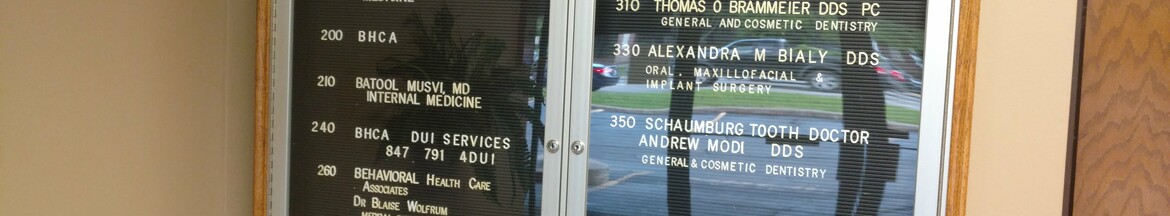 MEDICINE
200 BHCA
210 BATOOL MUSVI, MD
INTERNAL MEDICINE
240 BHCA DUI SERVICES
847 791 4DUI
260 BEHAVIORAL HEALTH CARE
ASSOCIATES
DR BLAISE WOLFRUM
310 THOMAS O BRAMMEIER DDS PC
GENERAL AND COSMETIC DENTISTRY
330 ALEXANDRA M BIALY DDS
ORAL, MAXILLOFACIAL &
IMPLANT SURGERY
350 SCHAUMBURG TOOTH DOCTOR
ANDREW MODI DDS
GENERAL & COSMETIC DENTISTRY